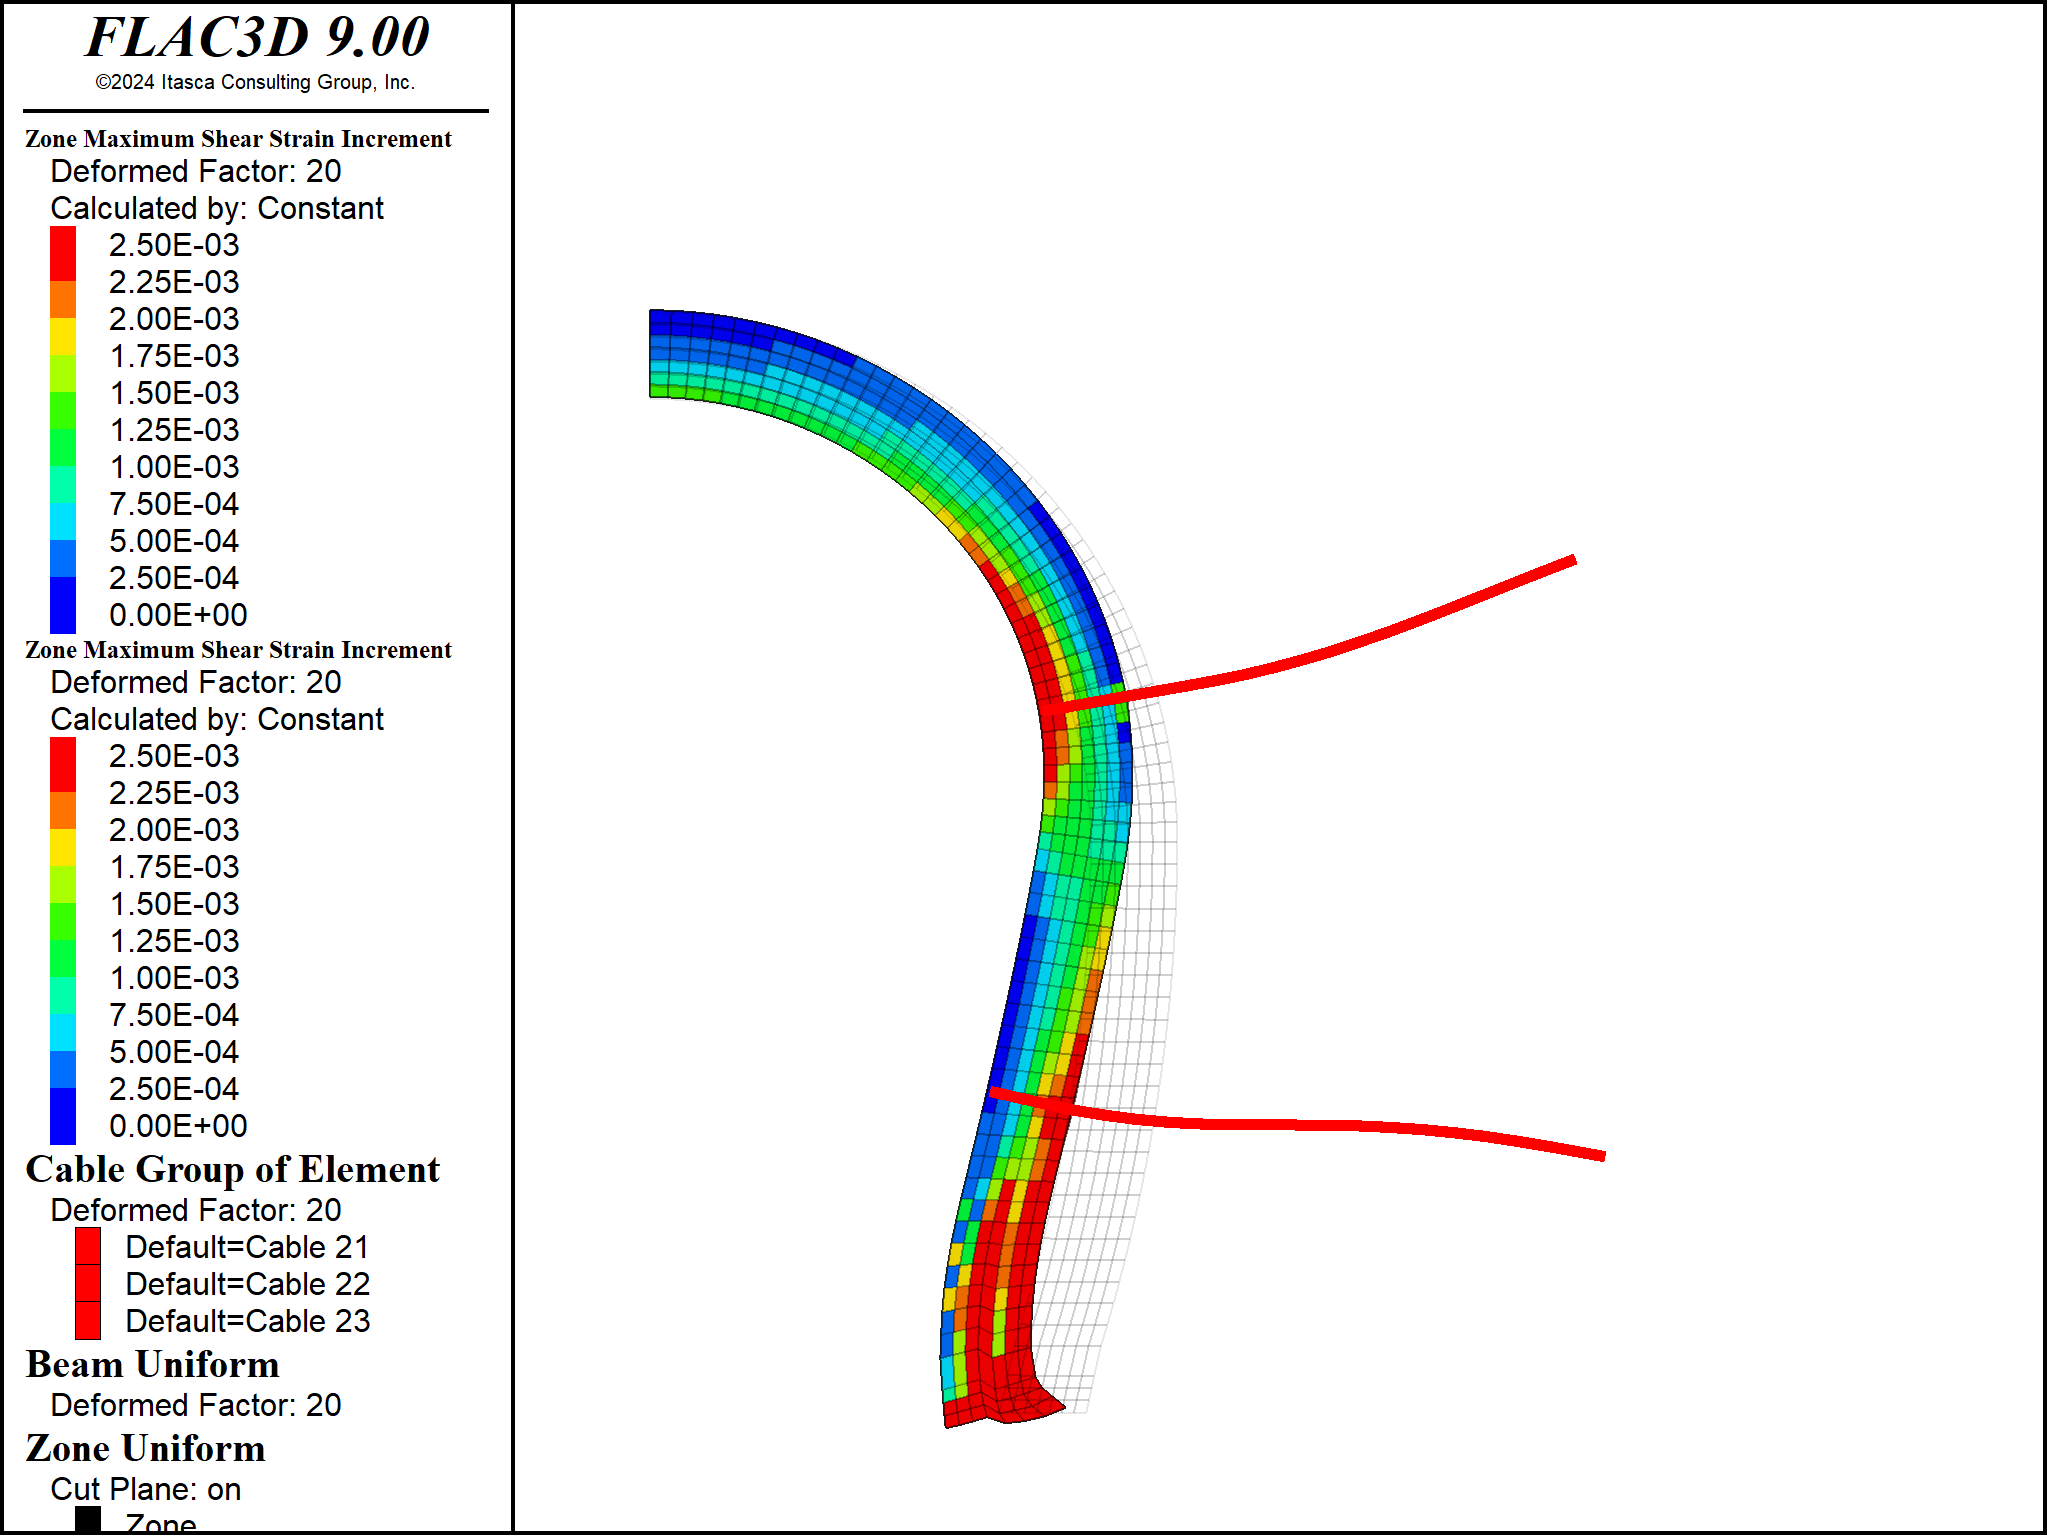 FLAC3D 9.00
©2024 Itasca Consulting Group, Inc.
Zone Maximum Shear Strain Increment
Deformed Factor: 20
Calculated by: Constant
2.50E-03
2.25E-03
2.00E-03
1.75E-03
1.50E-03
1.25E-03
1.00E-03
7.50E-04
5.00E-04
2.50E-04
0.00E+00
Zone Maximum Shear Strain Increment
Deformed Factor: 20
Calculated by: Constant
2.50E-03
2.25E-03
2.00E-03
1.75E-03
1.50E-03
1.25E-03
1.00E-03
7.50E-04
5.00E-04
2.50E-04
0.00E+00
Cable Group of Element
Deformed Factor: 20
Default=Cable 21
Default=Cable 22
Default=Cable 23
Beam Uniform
Deformed Factor: 20
Zone Uniform
Cut Plane: on
Zone